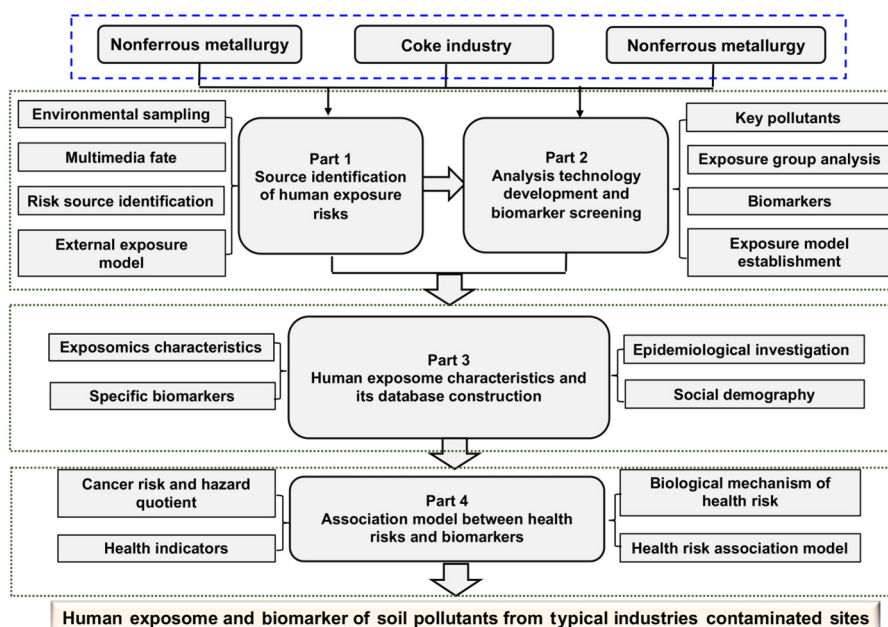 Nonferrous metallurgy
Coke industry
Nonferrous metallurgy
Environmental sampling
Multimedia fate
Risk source identification
External exposure
model
Part 1
Source identification
of human exposure
risks
Part 2
Analysis technology
development and
biomarker screening
Key pollutants
Exposure group analysis
Biomarkers
Exposure model
establishment
Exposomics characteristics
Specific biomarkers
Part 3
Human exposome characteristics and
its database construction
Epidemiological investigation
Social demography
Cancer risk and hazard
quotient
Health indicators
Part 4
Association model between health
risks and biomarkers
Biological mechanism of
health risk
Health risk association model
Human exposome and biomarker of soil pollutants from typical industries contaminated sites